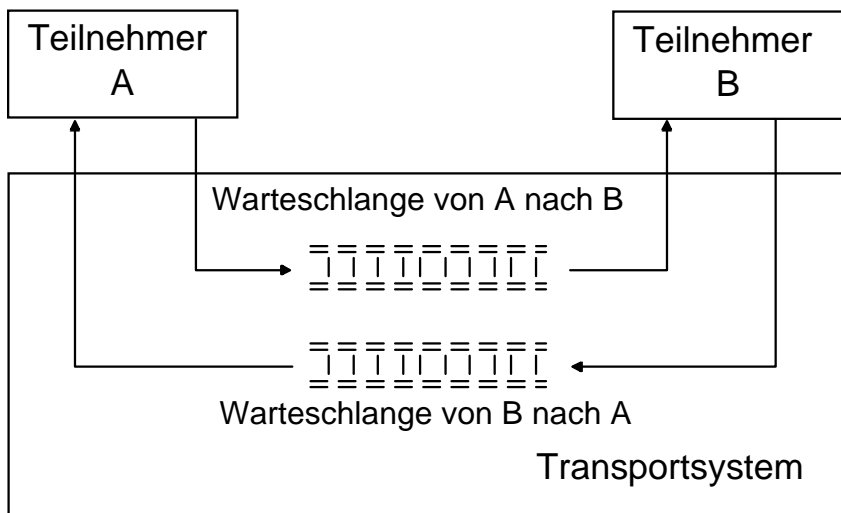 Teilnehmer
A
Teilnehmer
B
Warteschlange von A nach B
Warteschlange von B nach A
Transportsystem